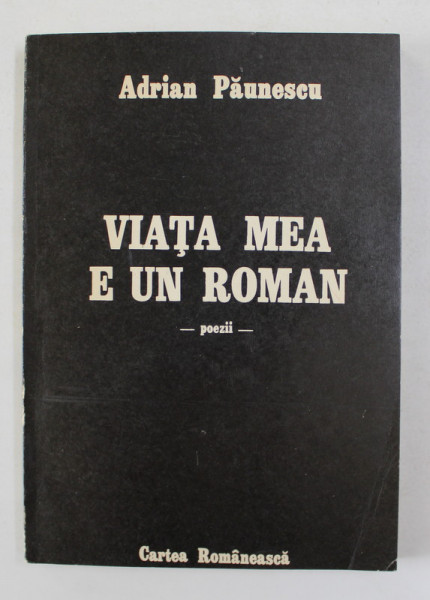 Adrian Păunescu
VIAŢA MEA
E UN ROMAN
— poezii —
Cartea Românească